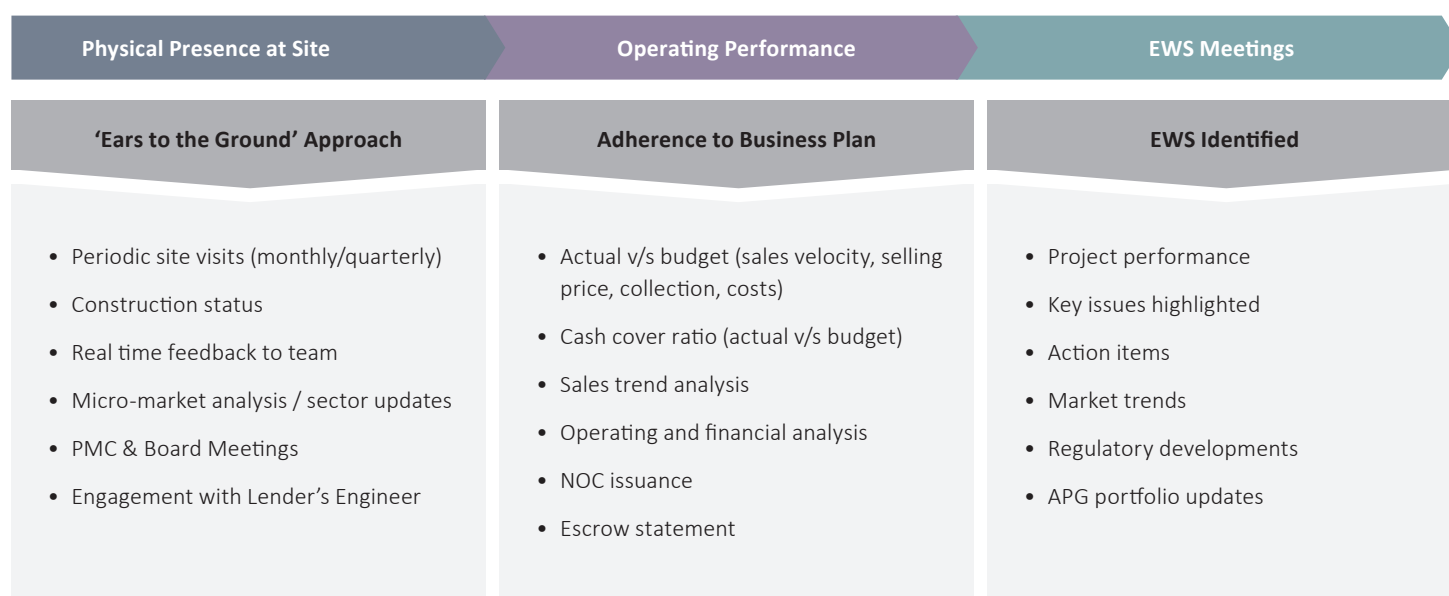 Physical Presence at Site
Operating Performance
EWS Meetings
‘Ears to the Ground’ Approach
Adherence to Business Plan
EWS Identified
• Periodic site visits (monthly/quarterly)
• Construction status
• Real time feedback to team
• Micro-market analysis / sector updates
• PMC & Board Meetings
• Engagement with Lender’s Engineer
• Actual v/s budget (sales velocity, selling
price, collection, costs)
• Cash cover ratio (actual v/s budget)
• Sales trend analysis
• Operating and financial analysis
• NOC issuance
• Escrow statement
• Project performance
• Key issues highlighted
• Action items
• Market trends
• Regulatory developments
• APG portfolio updates